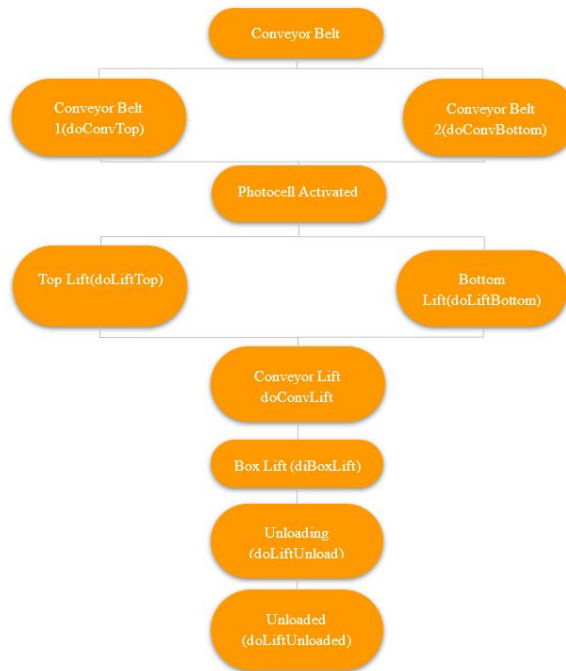 Conveyor Belt
Conveyor Belt
1(doConvTop)
Conveyor Belt
2(doConvBottom)
Photocell Activated
Top Lift(doLiftTop)
Bottom
Lift(doLiftBottom)
Conveyor Lift
doConvLift
Box Lift (diBoxLift)
Unloading
(doLiftUnload)
Unloaded
(doLiftUnloaded)